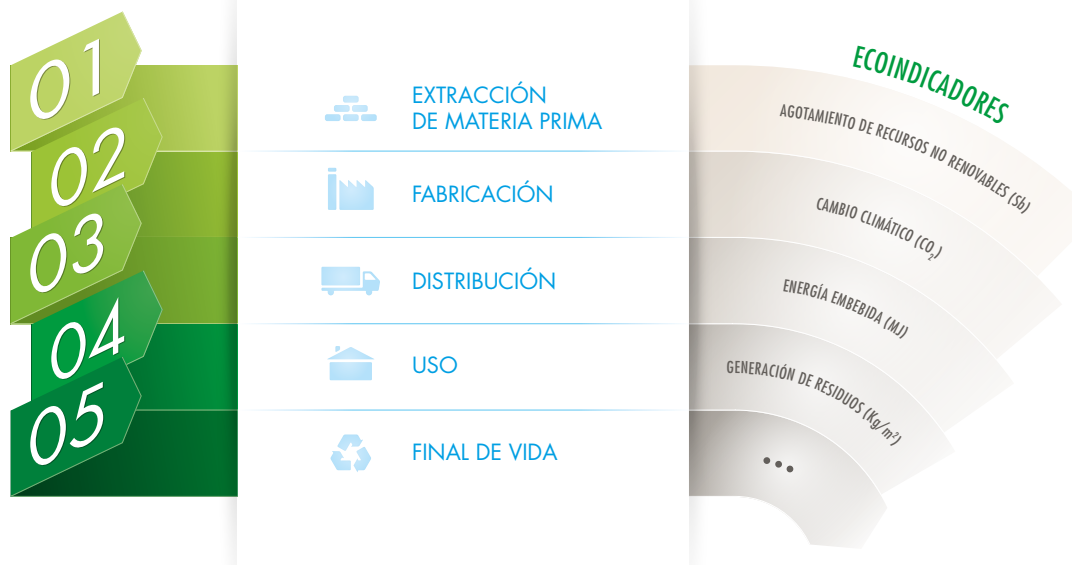 01
EXTRACCIÓN
DE MATERIA PRIMA
02
FABRICACIÓN
03
DISTRIBUCIÓN
04
USO
05
FINAL DE VIDA
ECOINDICADORES
AGOTAMIENTO DE RECURSOS NO RENOVABLES (Sb)
CAMBIO CLIMÁTICO (CO₂)
ENERGÍA EMBEBIDA (MJ)
GENERACIÓN DE RESIDUOS (Kg/m²)
...